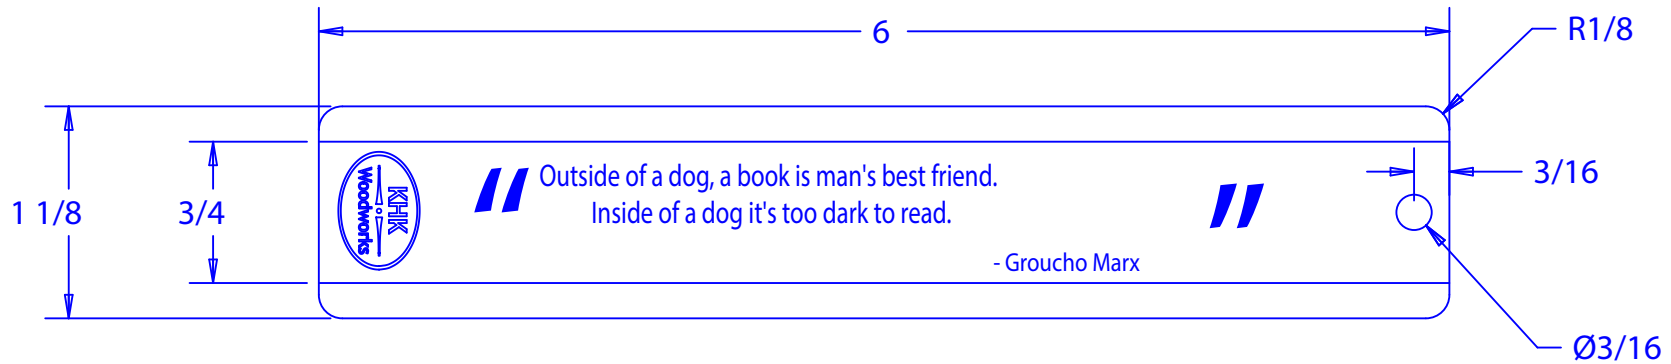 6
R1/8
1 1/8
3/4
KHK
Woodworks
“ Outside of a dog, a book is man's best friend.
Inside of a dog it's too dark to read. ”
- Groucho Marx
3/16
Ø3/16